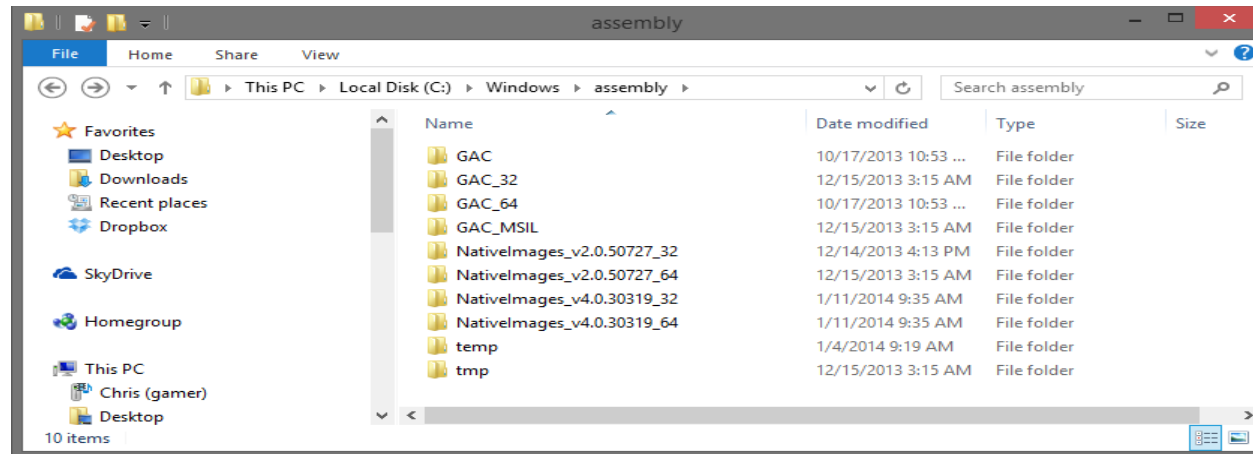 assembly
File Home Share View
This PC Local Disk (C:) Windows assembly Search assembly
Favorites
Desktop
Downloads
Recent places
Dropbox
SkyDrive
Homegroup
This PC
Chris (gamer)
Desktop
Name Date modified Type Size
GAC 10/17/2013 10:53 ... File folder
GAC_32 12/15/2013 3:15 AM File folder
GAC_64 10/17/2013 10:53 ... File folder
GAC_MSIL 12/15/2013 3:15 AM File folder
NativeImages_v2.0.50727_32 12/14/2013 4:13 PM File folder
NativeImages_v2.0.50727_64 12/15/2013 3:15 AM File folder
NativeImages_v4.0.30319_32 1/11/2014 9:35 AM File folder
NativeImages_v4.0.30319_64 1/11/2014 9:35 AM File folder
temp 1/4/2014 9:19 AM File folder
tmp 12/15/2013 3:15 AM File folder
10 items